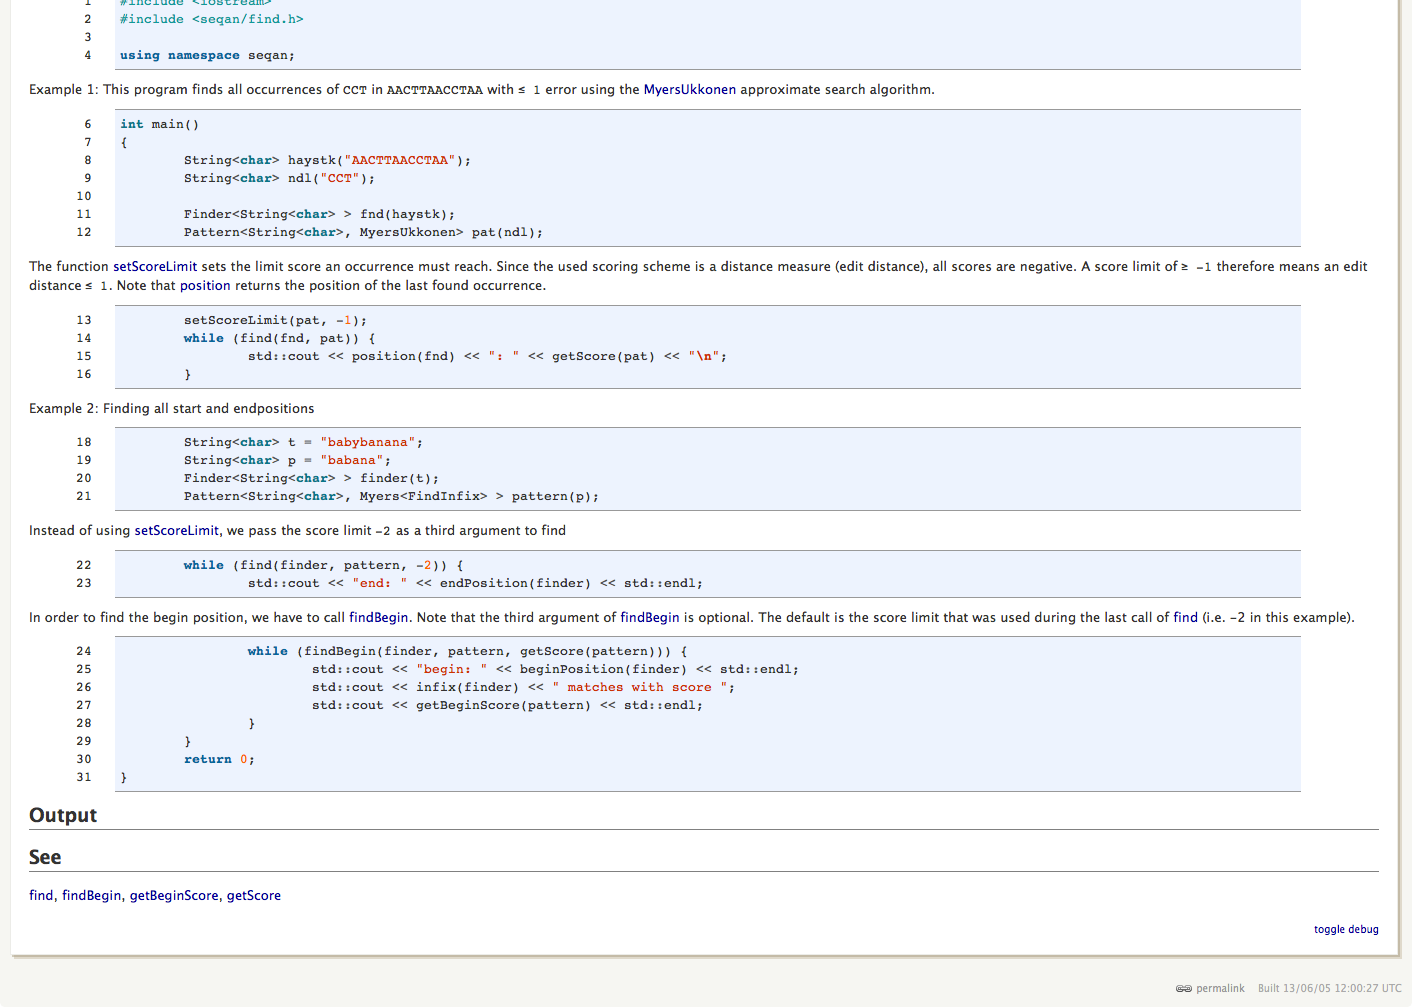 1 #include <iostream>
2 #include <seqan/find.h>
3
4 using namespace seqan;
Example 1: This program finds all occurrences of CCT in AACTTAACCTAA with ≤ 1 error using the MyersUkkonen approximate search algorithm.
6 int main()
7 {
8 String<char> haystk("AACTTAACCTAA");
9 String<char> ndl("CCT");
10
11 Finder<String<char> > fnd(haystk);
12 Pattern<String<char>, MyersUkkonen> pat(ndl);
The function setScoreLimit sets the limit score an occurrence must reach. Since the used scoring scheme is a distance measure (edit distance), all scores are negative. A score limit of ≥ -1 therefore means an edit
distance ≤ 1. Note that position returns the position of the last found occurrence.
13 setScoreLimit(pat, -1);
14 while (find(fnd, pat)) {
15 std::cout << position(fnd) << ": " << getScore(pat) << "\n";
16 }
Example 2: Finding all start and endpositions
18 String<char> t = "babybanana";
19 String<char> p = "babana";
20 Finder<String<char> > finder(t);
21 Pattern<String<char>, Myers<FindInfix> > pattern(p);
Instead of using setScoreLimit, we pass the score limit -2 as a third argument to find
22 while (find(finder, pattern, -2)) {
23 std::cout << "end: " << endPosition(finder) << std::endl;
In order to find the begin position, we have to call findBegin. Note that the third argument of findBegin is optional. The default is the score limit that was used during the last call of find (i.e. -2 in this example).
24 while (findBegin(finder, pattern, getScore(pattern))) {
25 std::cout << "begin: " << beginPosition(finder) << std::endl;
26 std::cout << infix(finder) << " matches with score ";
27 std::cout << getBeginScore(pattern) << std::endl;
28 }
29 }
30 return 0;
31 }
Output
See
find, findBegin, getBeginScore, getScore
toggle debug
permalink Built 13/06/05 12:00:27 UTC